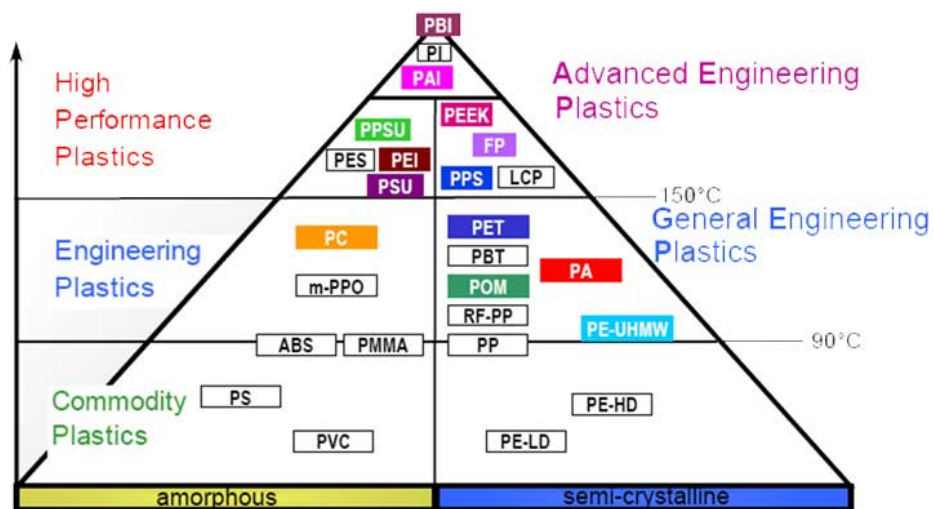 PBI
PI
PAI
High
Performance
Plastics
Advanced Engineering
Plastics
PEEK
PPSU
FP
PES
PEI
PPS
LCP
PSU
150°C
General Engineering
Plastics
PC
PET
Engineering
Plastics
PBT
PA
m-PPO
POM
RF-PP
PE-UHMW
90°C
ABS
PMMA
PP
Commodity
Plastics
PS
PE-HD
PVC
PE-LD
amorphous
semi-crystalline